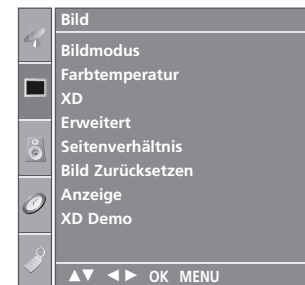 Bild
Bildmodus
Farbtemperatur
XD
Erweitert
Seitenverhältnis
Bild Zurücksetzen
Anzeige
XD Demo
▲▼ ◄► OK MENU